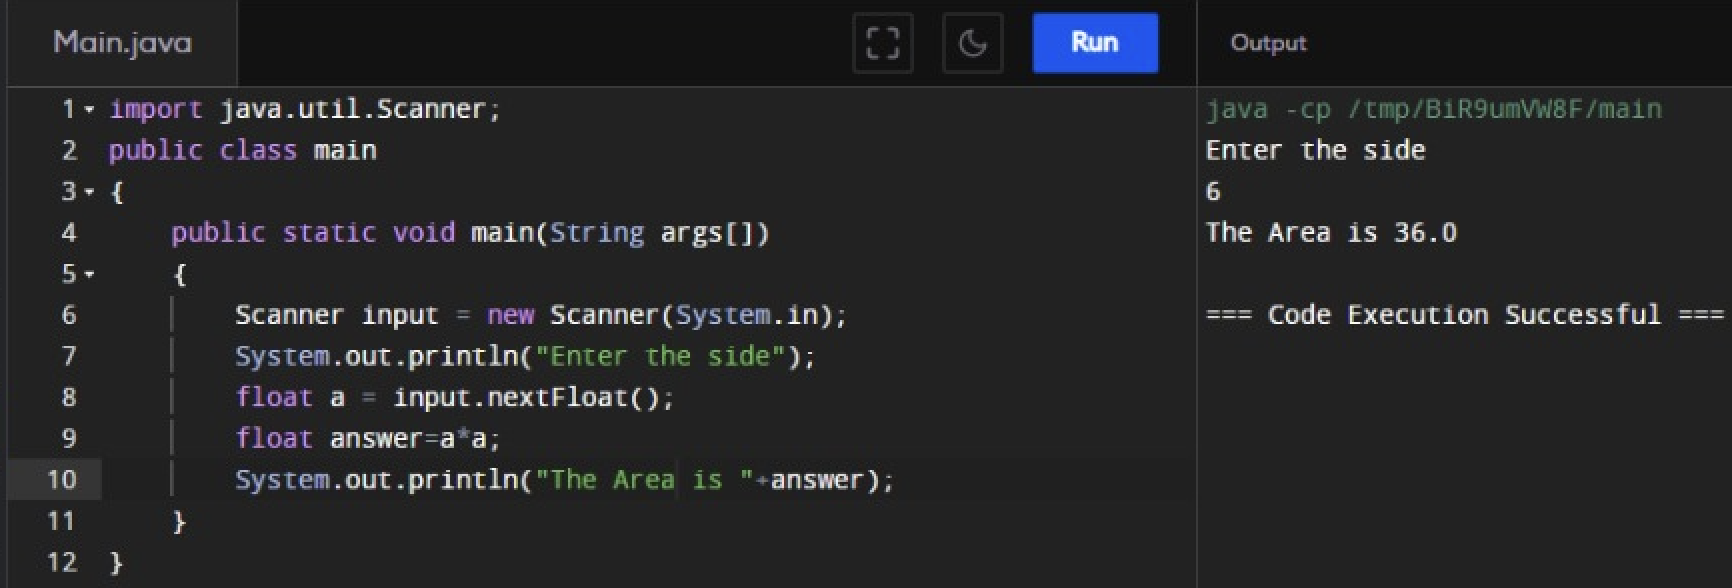 Main.java
Run
Output
1 import java.util.Scanner;
2 public class main
3 {
4     public static void main(String args[])
5     {
6         Scanner input = new Scanner(System.in);
7         System.out.println("Enter the side");
8         float a = input.nextFloat();
9         float answer=a*a;
10         System.out.println("The Area is "+answer);
11     }
12 }
java -cp /tmp/BiR9umVW8F/main
Enter the side
6
The Area is 36.0
=== Code Execution Successful ===